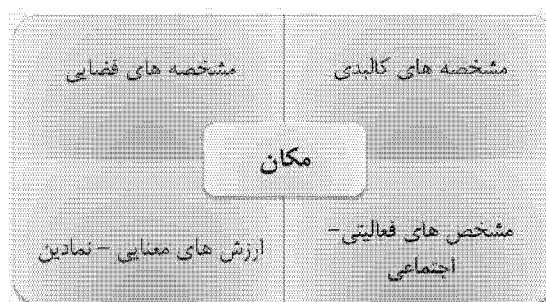 مشخصه های کالبدی
مشخصه های فضایی
مکان
مشخص های فعالیتی–
اجتماعی
ارزش های معنایی – نمادین